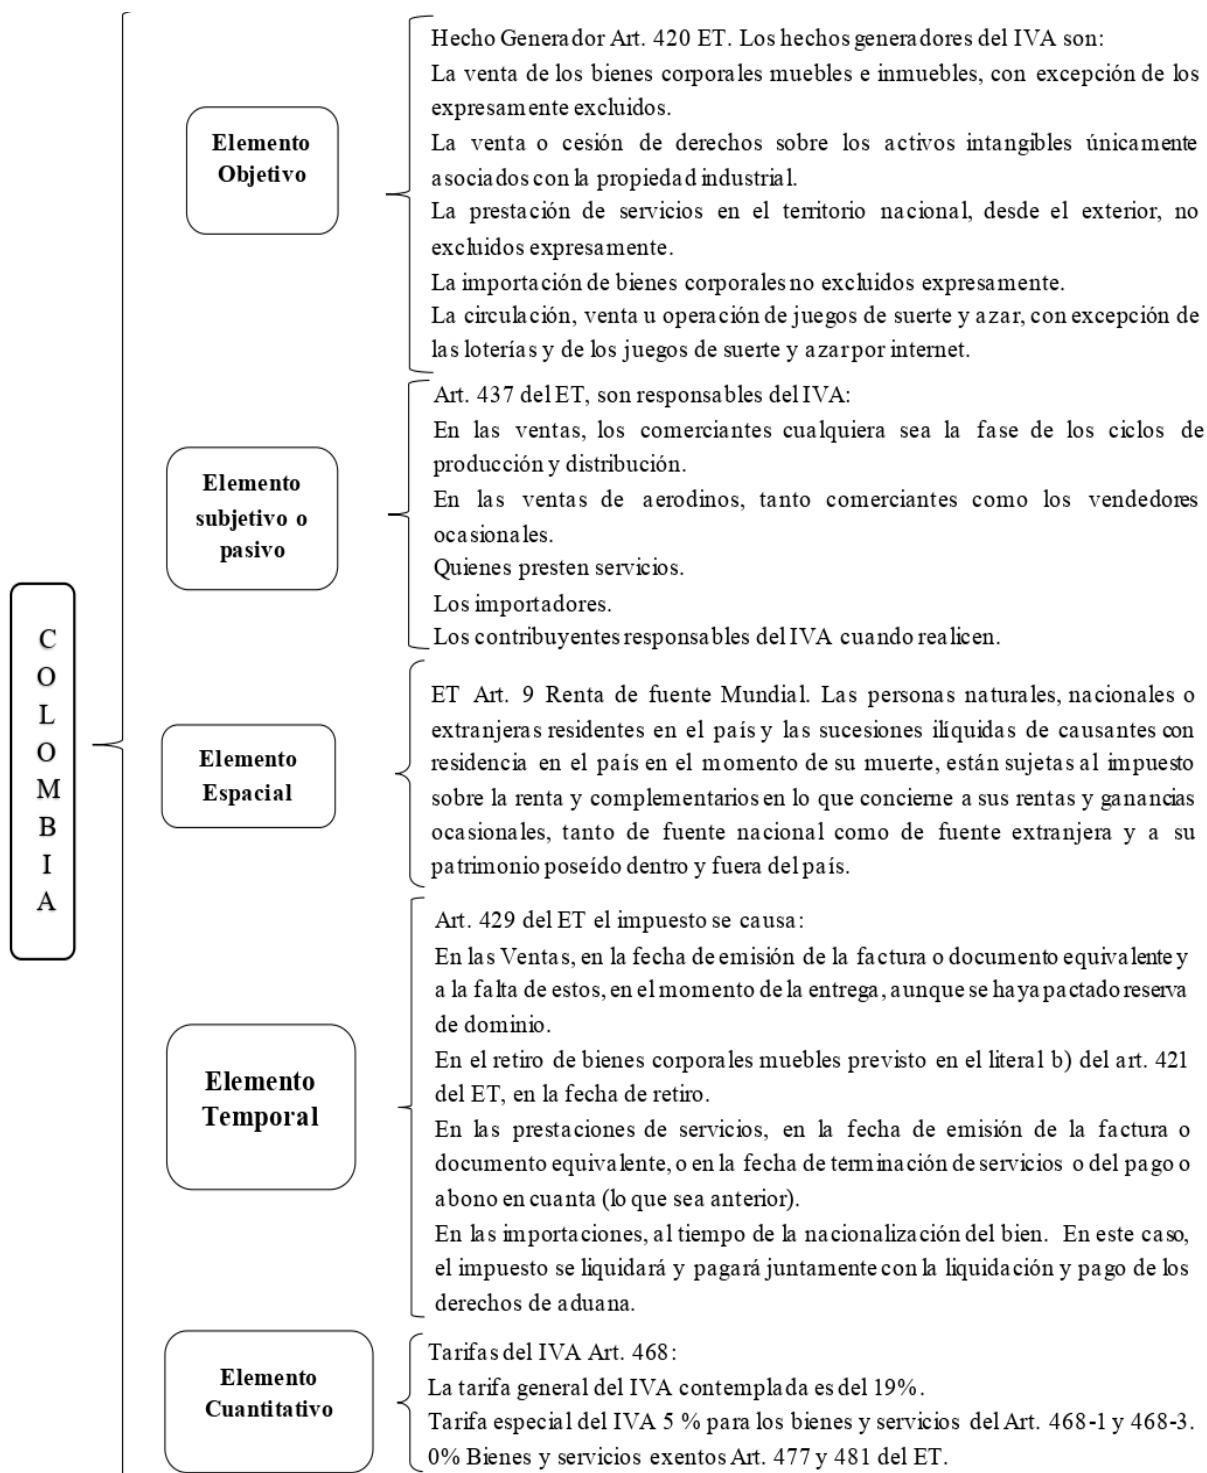 Hecho Generador Art. 420 ET. Los hechos generadores del IVA son:
La venta de los bienes corporales muebles e inmuebles, con excepción de los
expresamente excluidos.
Elemento
Objetivo
La venta o cesión de derechos sobre los activos intangibles únicamente
asociados con la propiedad industrial.
La prestación de servicios en el territorio nacional, desde el exterior, no
excluidos expresamente.
La importación de bienes corporales no excluidos expresamente.
La circulación, venta u operación de juegos de suerte y azar, con excepción de
las loterías y de los juegos de suerte y azar por internet.
Elemento
subjetivo o
pasivo
Art. 437 del ET, son responsables del IVA:
En las ventas, los comerciantes cualquiera sea la fase de los ciclos de
producción y distribución.
En las ventas de aerodinos, tanto comerciantes como los vendedores
ocasionales.
Quienes presten servicios.
Los importadores.
Los contribuyentes responsables del IVA cuando realicen.
C
O
L
O
M
B
I
A
Elemento
Espacial
ET Art. 9 Renta de fuente Mundial. Las personas naturales, nacionales o
extranjeras residentes en el país y las sucesiones ilíquidas de causantes con
residencia en el país en el momento de su muerte, están sujetas al impuesto
sobre la renta y complementarios en lo que concierne a sus rentas y ganancias
ocasionales, tanto de fuente nacional como de fuente extranjera y a su
patrimonio poseído dentro y fuera del país.
Elemento
Temporal
Art. 429 del ET el impuesto se causa:
En las Ventas, en la fecha de emisión de la factura o documento equivalente y
a la falta de estos, en el momento de la entrega, aunque se haya pactado reserva
de dominio.
En el retiro de bienes corporales muebles previsto en el literal b) del art. 421
del ET, en la fecha de retiro.
En las prestaciones de servicios, en la fecha de emisión de la factura o
documento equivalente, o en la fecha de terminación de servicios o del pago o
abono en cuanta (lo que sea anterior).
En las importaciones, al tiempo de la nacionalización del bien. En este caso,
el impuesto se liquidará y pagará juntamente con la liquidación y pago de los
derechos de aduana.
Elemento
Cuantitativo
Tarifas del IVA Art. 468:
La tarifa general del IVA contemplada es del 19%.
Tarifa especial del IVA 5 % para los bienes y servicios del Art. 468-1 y 468-3.
0% Bienes y servicios exentos Art. 477 y 481 del ET.